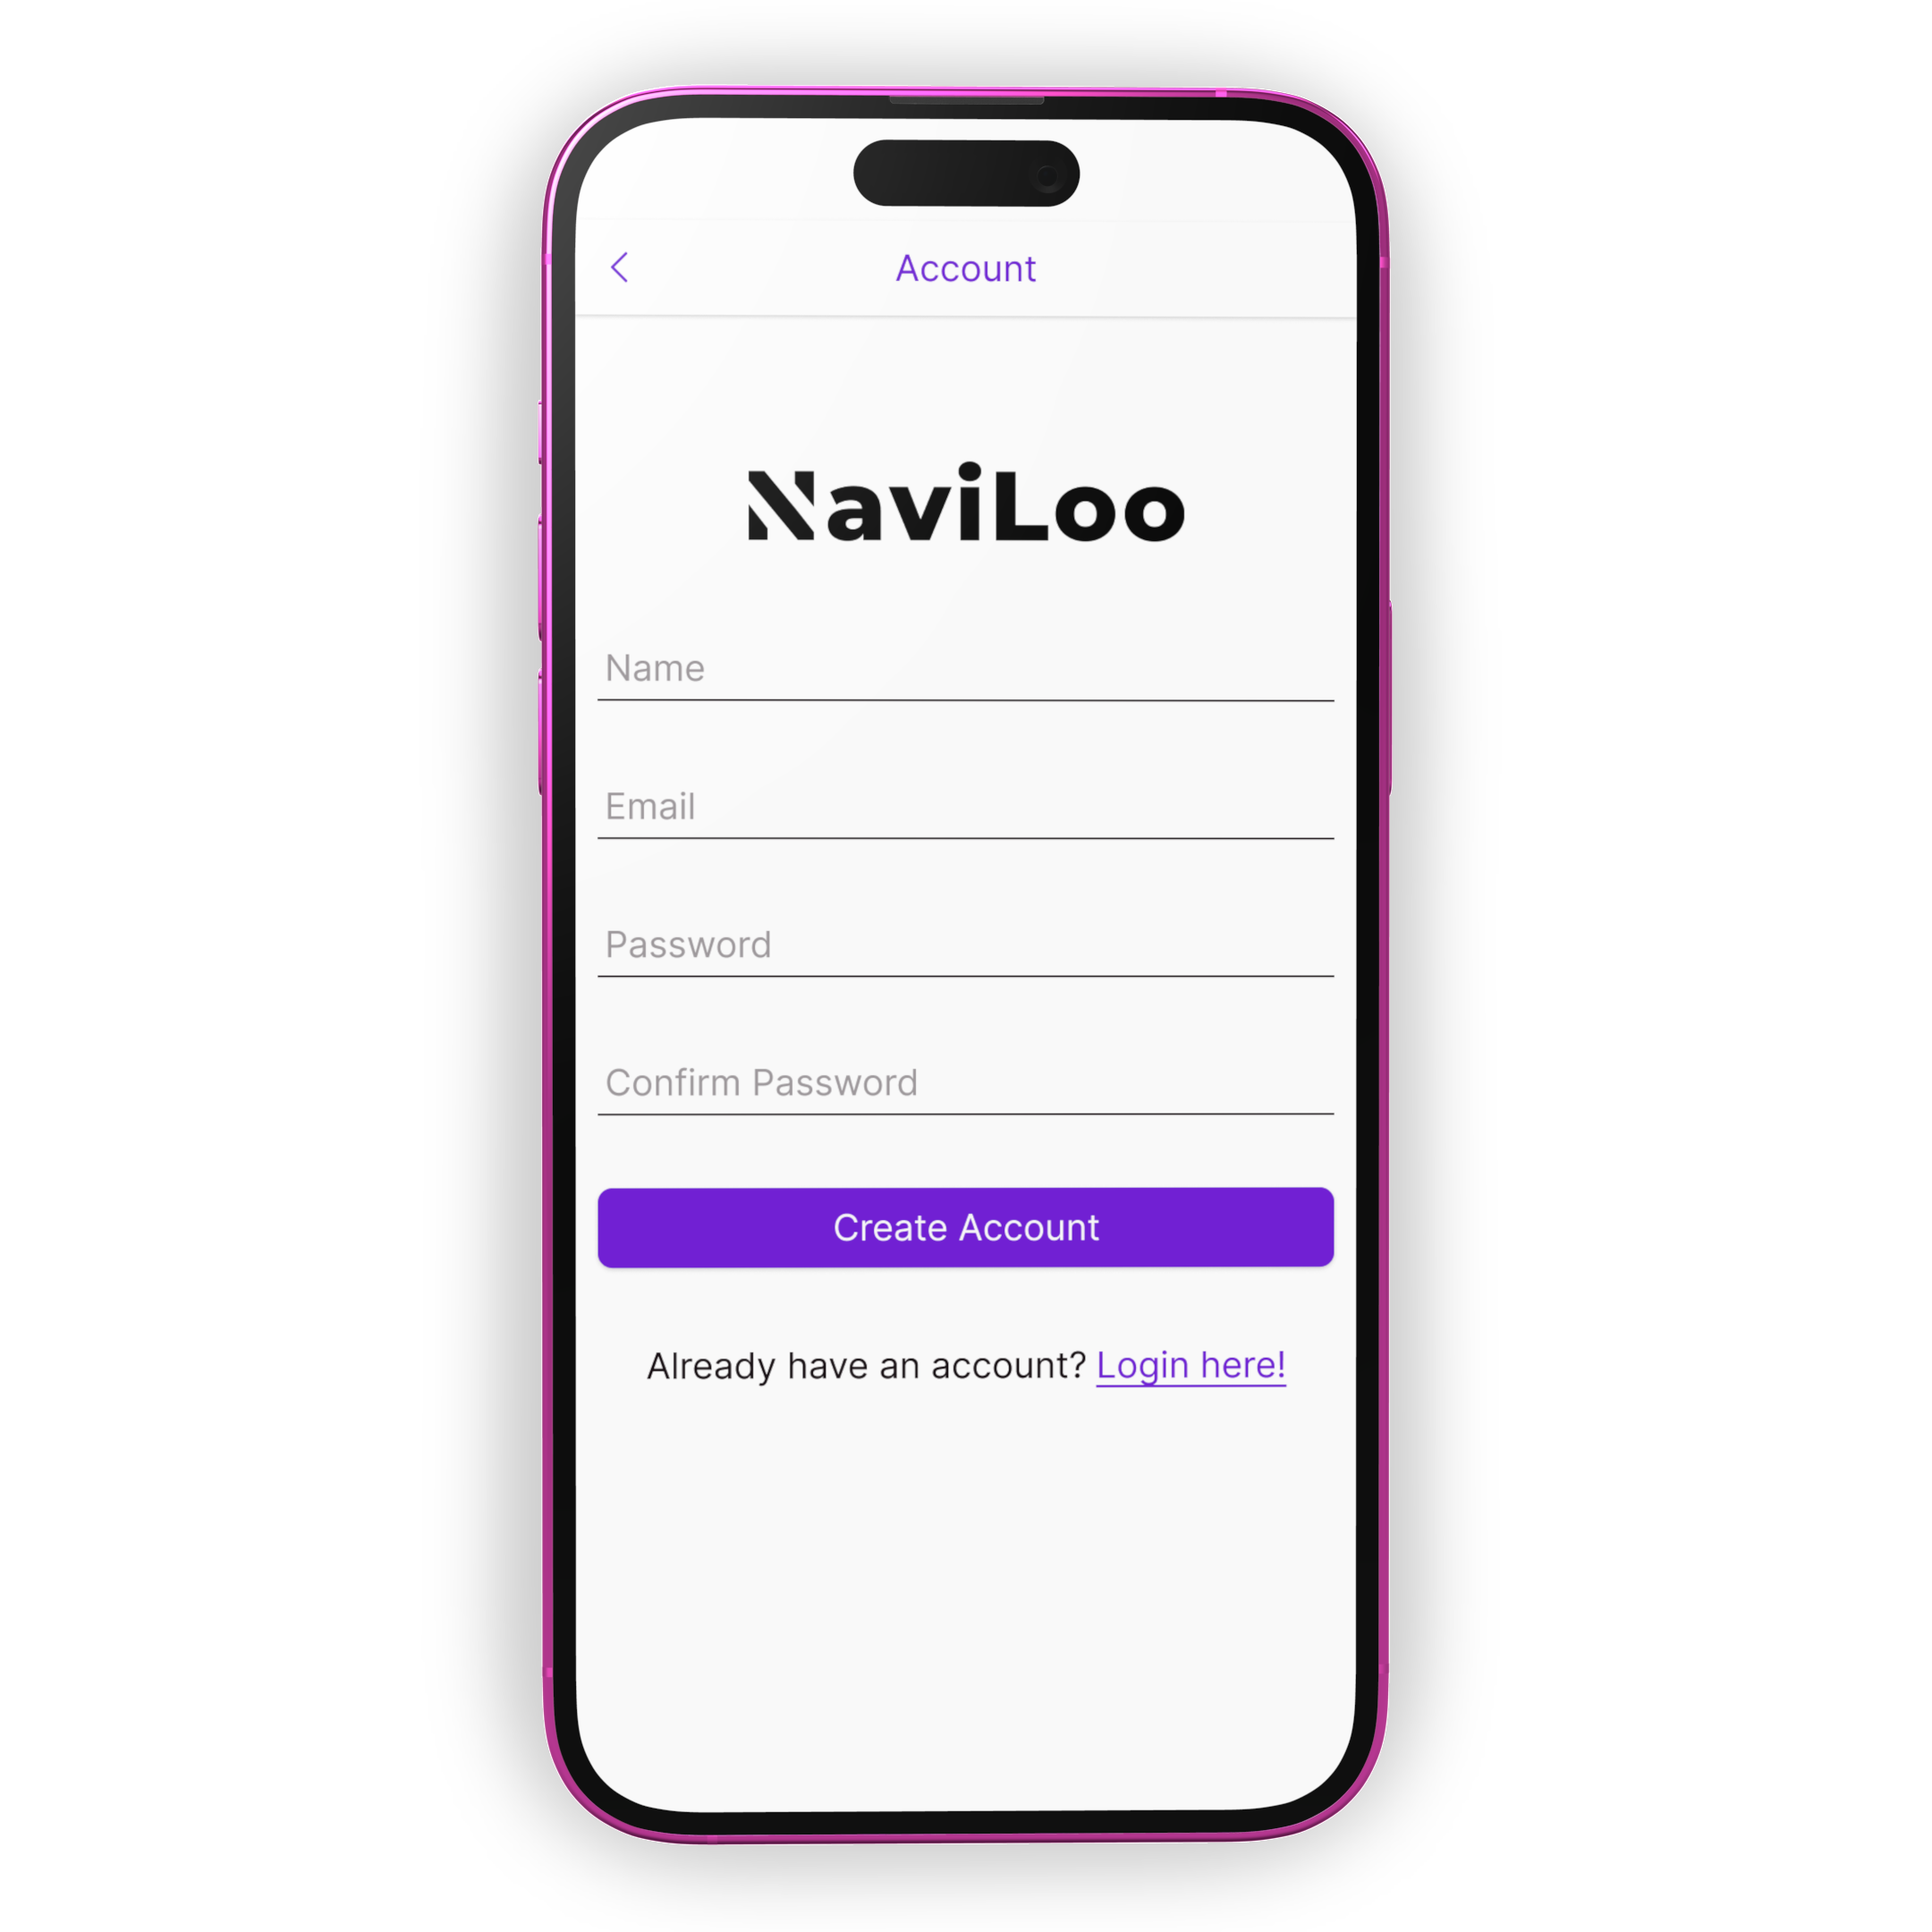 Account
NaviLoo
Name
Email
Password
Confirm Password
Create Account
Already have an account? Login here!